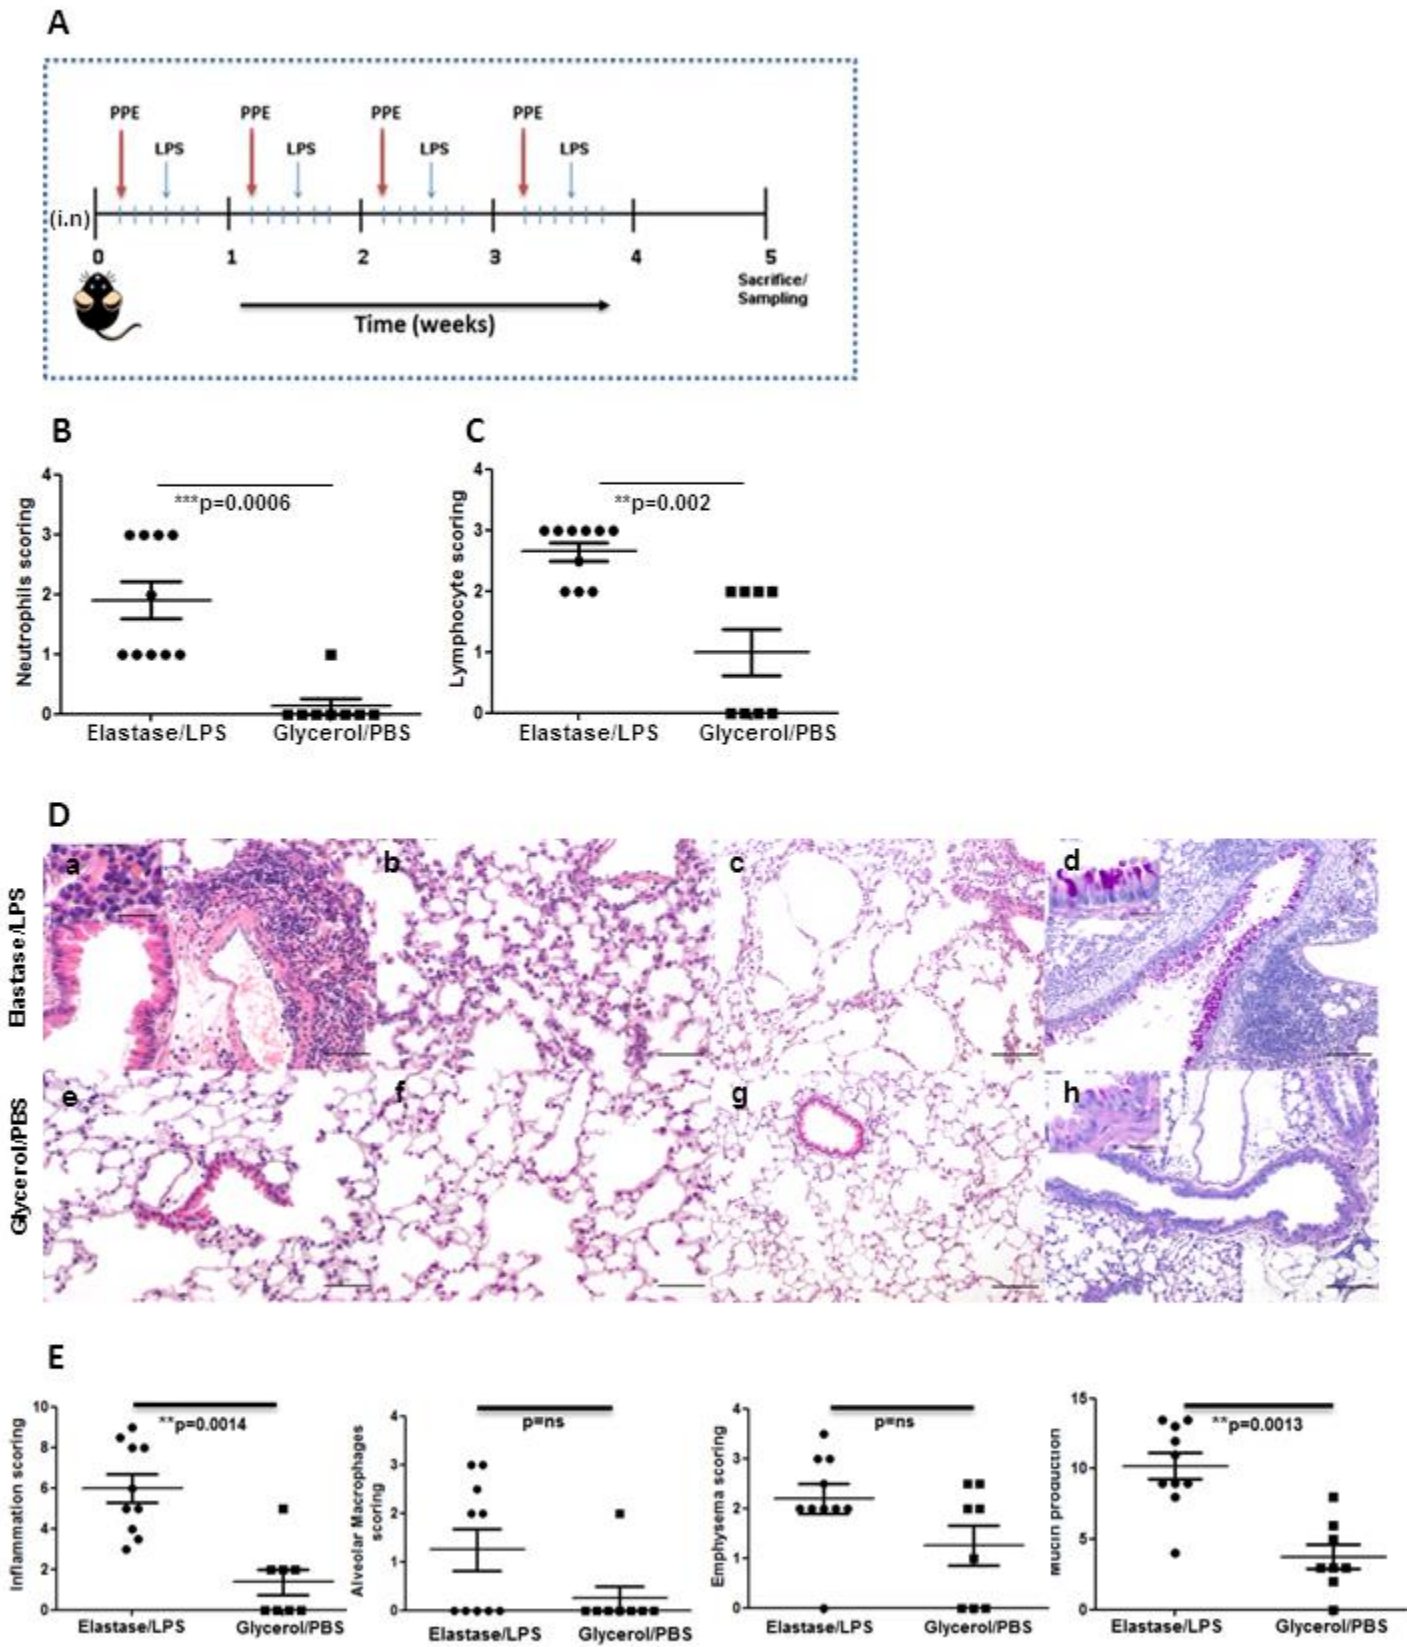 A
PPE PPE PPE PPE
LPS LPS LPS LPS
(i.n)
0 1 2 3 4 5
Sacrifice/
Sampling
Time (weeks)
B
Neutrophils scoring
4
3
2
1
0
***p=0.0006
Elastase/LPS Glycerol/PBS
C
Lymphocyte scoring
4
3
2
1
0
**p=0.002
Elastase/LPS Glycerol/PBS
D
Elastase/LPS
a b c d
Glycerol/PBS
e f g h
E
Inflammation scoring
10
8
6
4
2
0
**p=0.0014
Elastase/LPS Glycerol/PBS
Alveolar Macrophages
scoring
4
3
2
1
0
p=ns
Elastase/LPS Glycerol/PBS
Emphysema scoring
4
3
2
1
0
p=ns
Elastase/LPS Glycerol/PBS
Mucin production
15
10
5
0
**p=0.0013
Elastase/LPS Glycerol/PBS